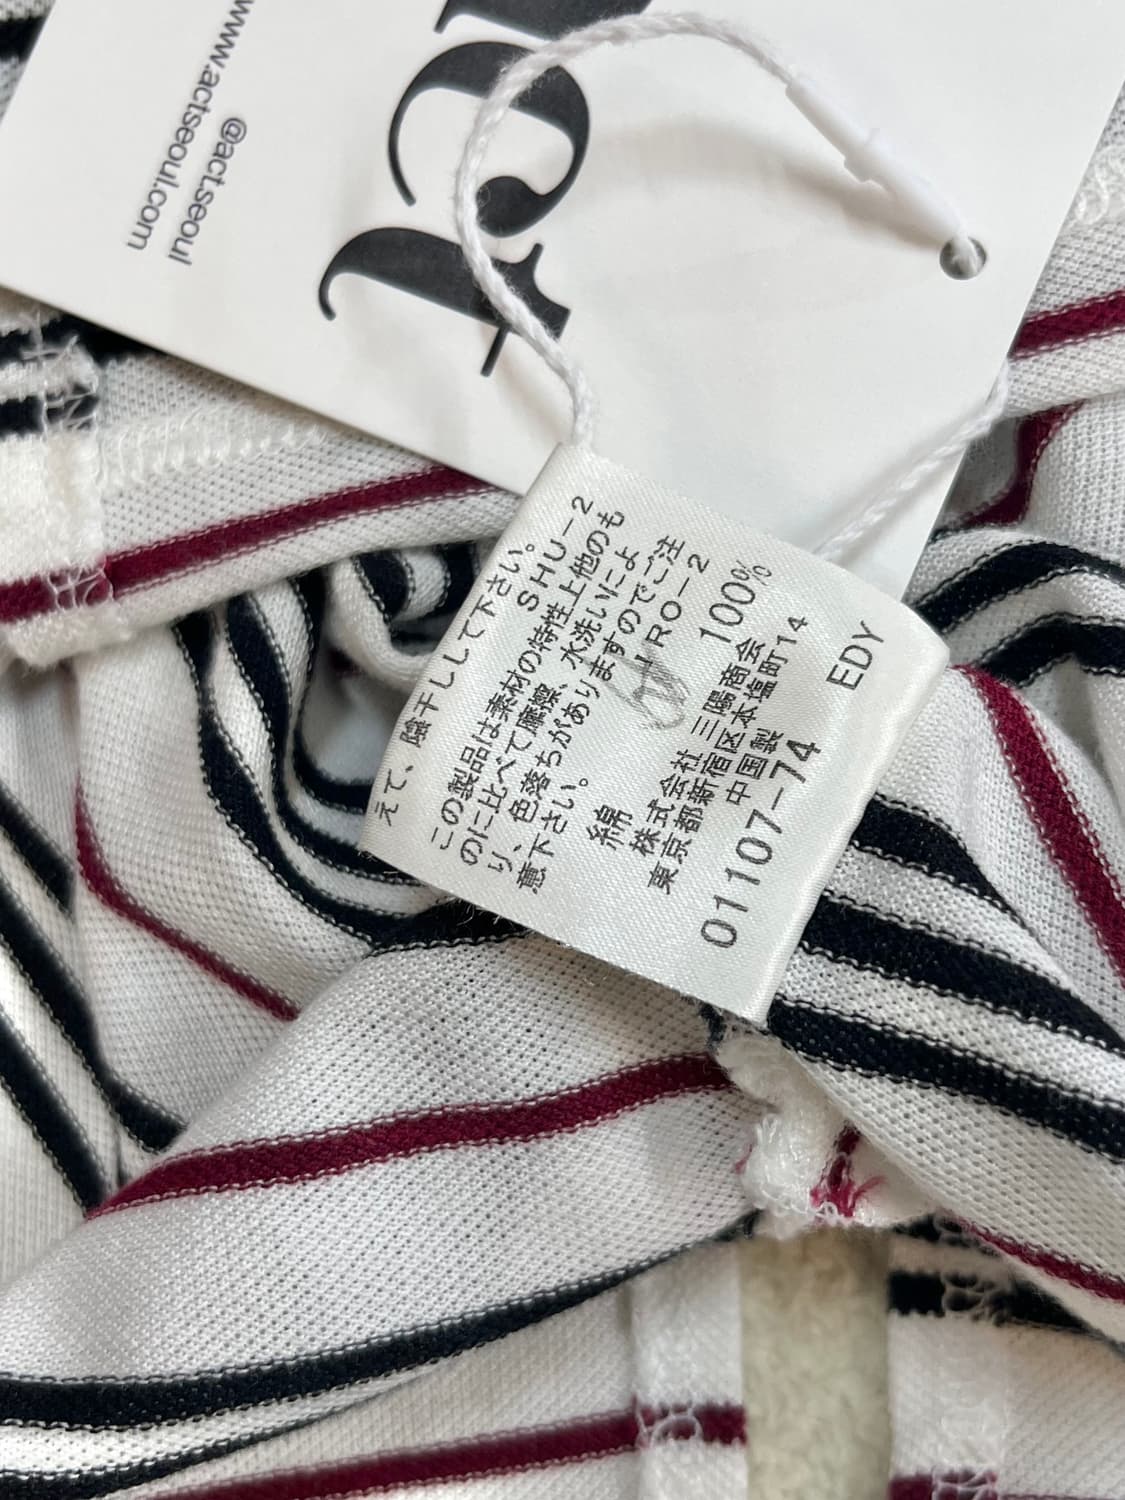 @act.seoul
www.actseoul.com
act
えて、陰干しして下さい。
SHU-2
この製品は素材の特性上他のも
のに比べて摩擦、水洗いによ
り、色落ちがありますのでご注
意下さい。
HRO-2
綿 100%
株式会社 三陽商会
東京都新宿区本塩町14
中国製
01107-74
EDY